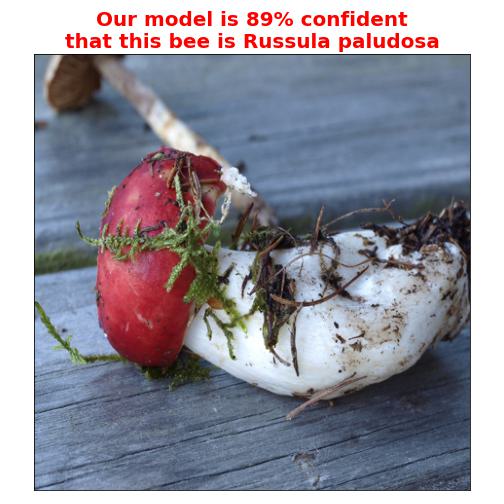 Our model is 89% confident
that this bee is Russula paludosa